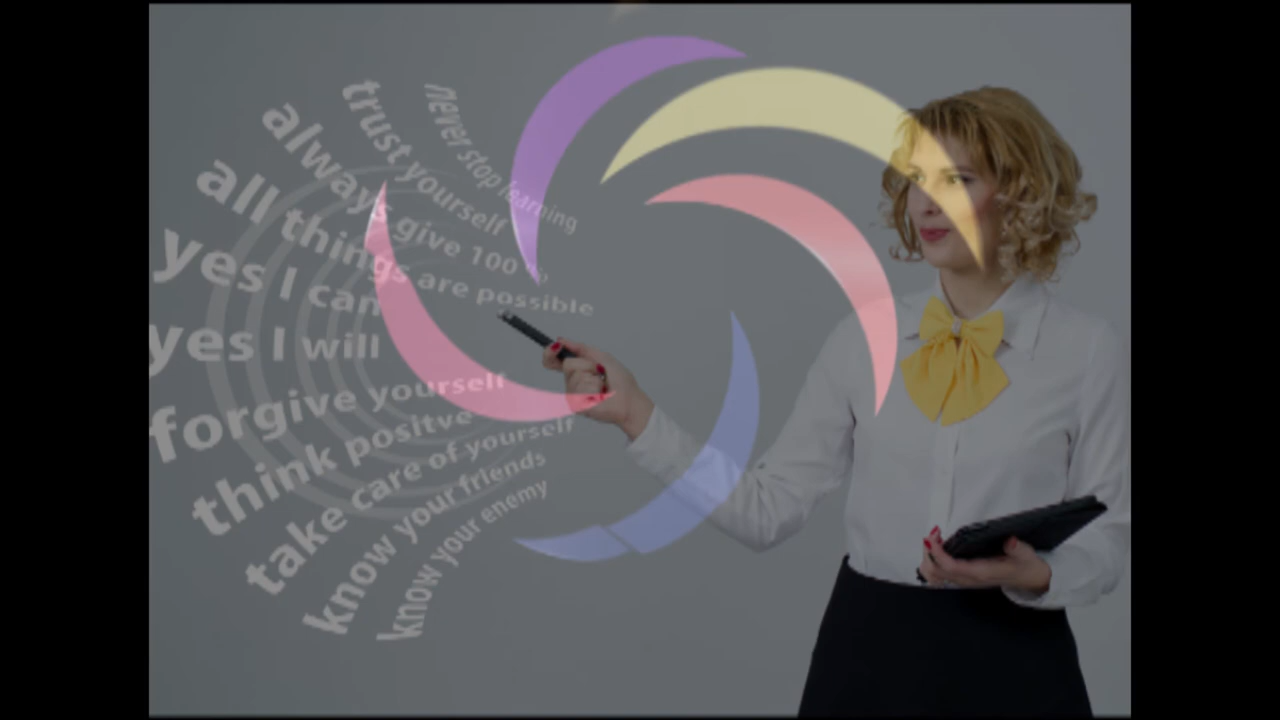 never stop learning
trust yourself
always give 100 %
all things are possible
yes I can
yes I will
forgive yourself
think positve
take care of yourself
know your friends
know your enemy